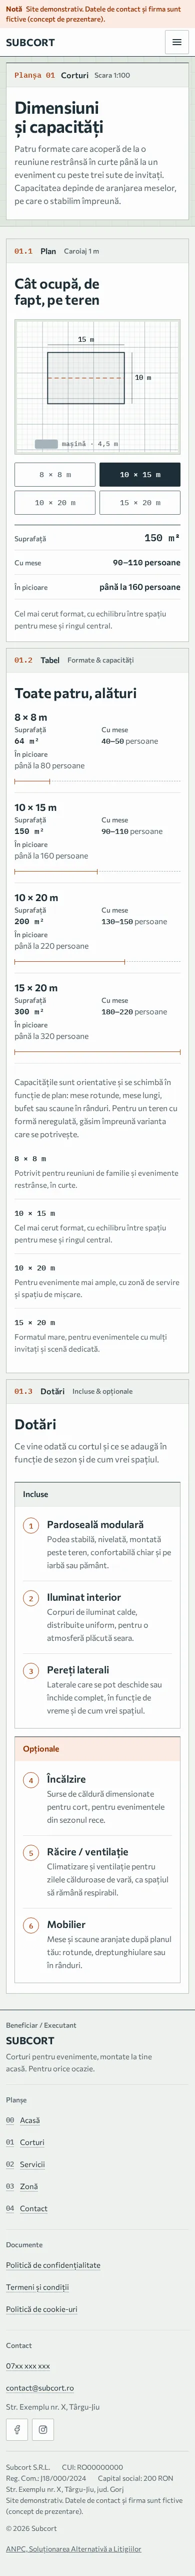 Notă Site demonstrativ. Datele de contact și firma sunt
fictive (concept de prezentare).
SUBCORT
Planșa 01 Corturi Scara 1:100
Dimensiuni
și capacități
Patru formate care acoperă de la o
reuniune restrânsă în curte până la un
eveniment cu peste trei sute de invitați.
Capacitatea depinde de aranjarea meselor,
pe care o stabilim împreună.
01.1 Plan Caroiaj 1 m
Cât ocupă, de
fapt, pe teren
15 m
10 m
mașină · 4,5 m
8 × 8 m
10 × 15 m
10 × 20 m
15 × 20 m
Suprafață 150 m²
Cu mese 90–110 persoane
În picioare până la 160 persoane
Cel mai cerut format, cu echilibru între spațiu
pentru mese și ringul central.
01.2 Tabel Formate & capacități
Toate patru, alături
8 × 8 m
Suprafață Cu mese
64 m² 40–50 persoane
În picioare
până la 80 persoane
10 × 15 m
Suprafață Cu mese
150 m² 90–110 persoane
În picioare
până la 160 persoane
10 × 20 m
Suprafață Cu mese
200 m² 130–150 persoane
În picioare
până la 220 persoane
15 × 20 m
Suprafață Cu mese
300 m² 180–220 persoane
În picioare
până la 320 persoane
Capacitățile sunt orientative și se schimbă în
funcție de plan: mese rotunde, mese lungi,
bufet sau scaune în rânduri. Pentru un teren cu
formă neregulată, găsim împreună varianta
care se potrivește.
8 × 8 m
Potrivit pentru reuniuni de familie și evenimente
restrânse, în curte.
10 × 15 m
Cel mai cerut format, cu echilibru între spațiu
pentru mese și ringul central.
10 × 20 m
Pentru evenimente mai ample, cu zonă de servire
și spațiu de mișcare.
15 × 20 m
Formatul mare, pentru evenimentele cu mulți
invitați și scenă dedicată.
01.3 Dotări Incluse & opționale
Dotări
Ce vine odată cu cortul și ce se adaugă în
funcție de sezon și de cum vrei spațiul.
Incluse
1 Pardoseală modulară
Podea stabilă, nivelată, montată
peste teren, confortabilă chiar și pe
iarbă sau pământ.
2 Iluminat interior
Corpuri de iluminat calde,
distribuite uniform, pentru o
atmosferă plăcută seara.
3 Pereți laterali
Laterale care se pot deschide sau
închide complet, în funcție de
vreme și de cum vrei spațiul.
Opționale
4 Încălzire
Surse de căldură dimensionate
pentru cort, pentru evenimentele
din sezonul rece.
5 Răcire / ventilație
Climatizare și ventilație pentru
zilele călduroase de vară, ca spațiul
să rămână respirabil.
6 Mobilier
Mese și scaune aranjate după planul
tău: rotunde, dreptunghiulare sau
în rânduri.
Beneficiar / Executant
SUBCORT
Corturi pentru evenimente, montate la tine
acasă. Pentru orice ocazie.
Planșe
00 Acasă
01 Corturi
02 Servicii
03 Zonă
04 Contact
Documente
Politică de confidențialitate
Termeni și condiții
Politică de cookie-uri
Contact
07xx xxx xxx
contact@subcort.ro
Str. Exemplu nr. X, Târgu-Jiu
Subcort S.R.L. CUI: RO00000000
Reg. Com.: J18/000/2024 Capital social: 200 RON
Str. Exemplu nr. X, Târgu-Jiu, jud. Gorj
Site demonstrativ. Datele de contact și firma sunt fictive
(concept de prezentare).
© 2026 Subcort
ANPC, Soluționarea Alternativă a Litigiilor